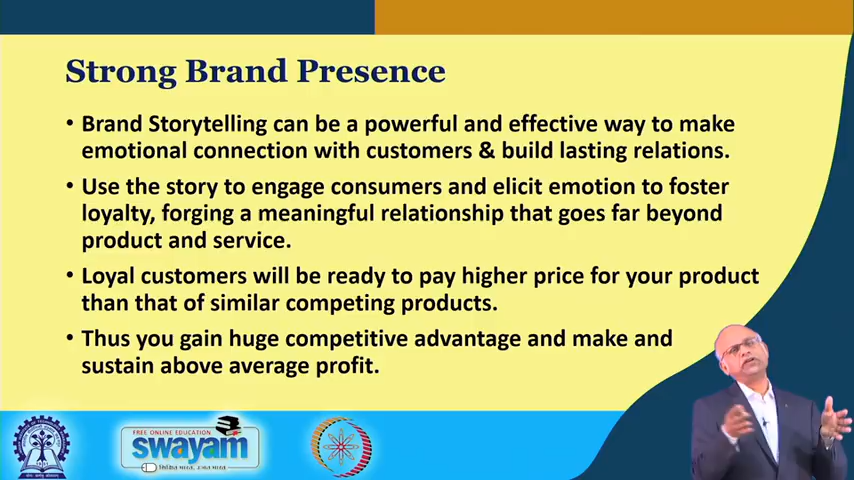 Strong Brand Presence
• Brand Storytelling can be a powerful and effective way to make
emotional connection with customers & build lasting relations.
• Use the story to engage consumers and elicit emotion to foster
loyalty, forging a meaningful relationship that goes far beyond
product and service.
• Loyal customers will be ready to pay higher price for your product
than that of similar competing products.
• Thus you gain huge competitive advantage and make and
sustain above average profit.
FREE ONLINE EDUCATION
swayam